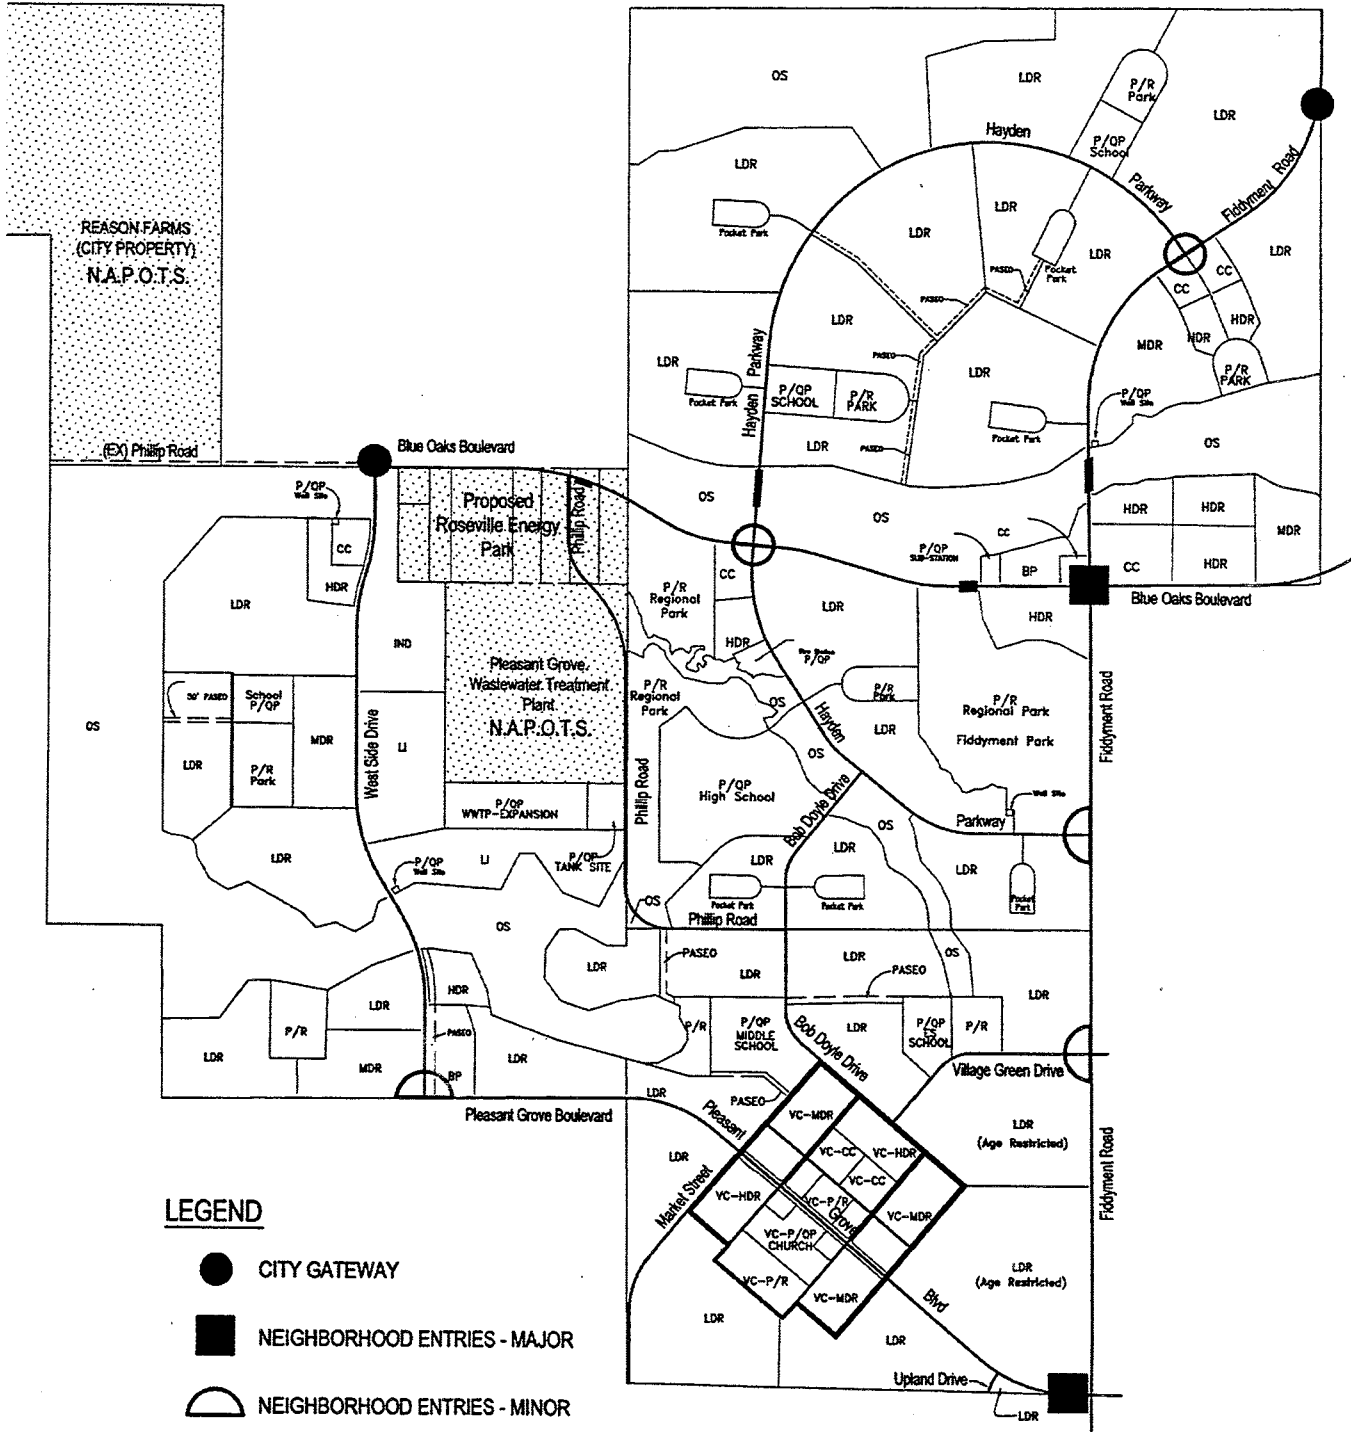 OS
LDR
P/R
Park
LDR
P/QP
School
Hayden
Parkway
Fiddyment Road
LDR
LDR
Pocket Park
LDR
LDR
Pocket
Park
PASEO
LDR
CC
CC
LDR
HDR
HDR
MDR
P/R
PARK
REASON FARMS
(CITY PROPERTY)
N.A.P.O.T.S.
PASEO
LDR
PASEO
LDR
Hayden Parkway
LDR
Pocket Park
P/QP
SCHOOL
P/R
PARK
LDR
PASEO
Pocket Park
P/QP
Well Site
OS
(EX) Phillip Road
Blue Oaks Boulevard
P/QP
Well Site
CC
HDR
LDR
Proposed
Roseville Energy
Park
Phillip Road
OS
OS
CC
P/QP
SUB-STATION
BP
HDR
HDR
MDR
CC
HDR
Blue Oaks Boulevard
HDR
P/R
Regional
Park
CC
HDR
LDR
P/QP
IND
Pleasant Grove
Wastewater Treatment
Plant
N.A.P.O.T.S.
P/R
Regional
Park
OS
Hayden
P/R
Park
LDR
P/R
Regional Park
Fiddyment Park
Fiddyment Road
OS
50' PASEO
School
P/QP
MDR
LDR
P/R
Park
West Side Drive
LI
OS
P/QP
High School
Phillip Road
Bob Doyle Drive
Well Site
Parkway
P/QP
WWTP-EXPANSION
LDR
P/QP
Well Site
LI
P/QP
TANK SITE
LDR
LDR
OS
LDR
Pocket Park
Pocket Park
Pocket
Park
OS
Phillip Road
OS
LDR
PASEO
LDR
LDR
PASEO
OS
LDR
LDR
HDR
P/R
PASEO
LDR
MDR
BP
LDR
P/R
P/QP
MIDDLE
SCHOOL
Bob Doyle Drive
LDR
P/QP
ES
SCHOOL
P/R
Village Green Drive
LDR
PASEO
Pleasant Grove Boulevard
Pleasant
VC-MDR
LDR
(Age Restricted)
Fiddyment Road
LDR
Market Street
VC-CC
VC-HDR
VC-CC
VC-HDR
VC-P/R
Grove
VC-MDR
VC-P/QP
CHURCH
VC-P/R
VC-MDR
Blvd
LDR
(Age Restricted)
LDR
LDR
Upland Drive
LDR
LEGEND
CITY GATEWAY
NEIGHBORHOOD ENTRIES - MAJOR
NEIGHBORHOOD ENTRIES - MINOR